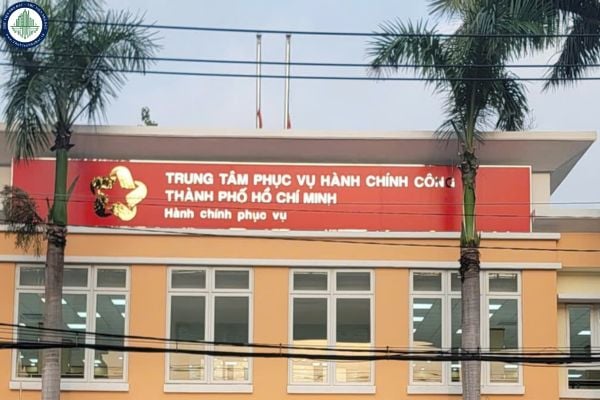 TRUNG TÂM PHỤC VỤ HÀNH CHÍNH CÔNG
THÀNH PHỐ HỒ CHÍ MINH
Hành chính phục vụ